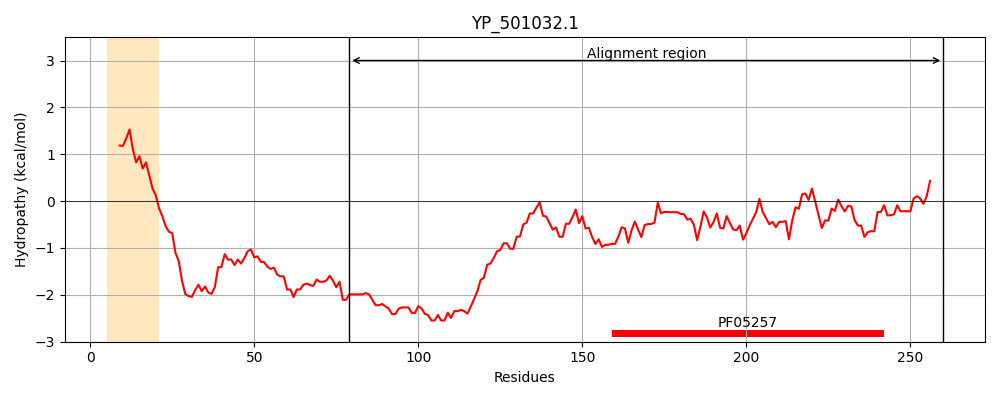 YP_501032.1
Hydropathy (kcal/mol)
3
2
1
0
−1
−2
−3
Alignment region
PF05257
0
50
100
150
200
250
Residues